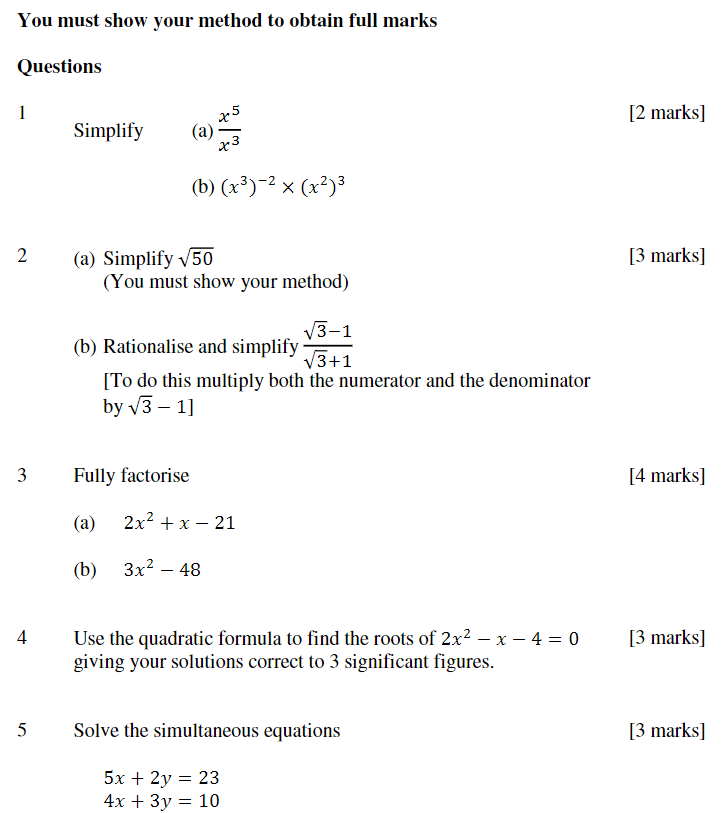 You must show your method to obtain full marks
Questions
1 Simplify (a) x⁵/x³ [2 marks]
(b) (x³)⁻² × (x²)³
2 (a) Simplify √50 [3 marks]
(You must show your method)
(b) Rationalise and simplify (√3−1)/(√3+1)
[To do this multiply both the numerator and the denominator
by √3 – 1]
3 Fully factorise [4 marks]
(a) 2x² + x − 21
(b) 3x² − 48
4 Use the quadratic formula to find the roots of 2x² − x − 4 = 0 [3 marks]
giving your solutions correct to 3 significant figures.
5 Solve the simultaneous equations [3 marks]
5x + 2y = 23
4x + 3y = 10